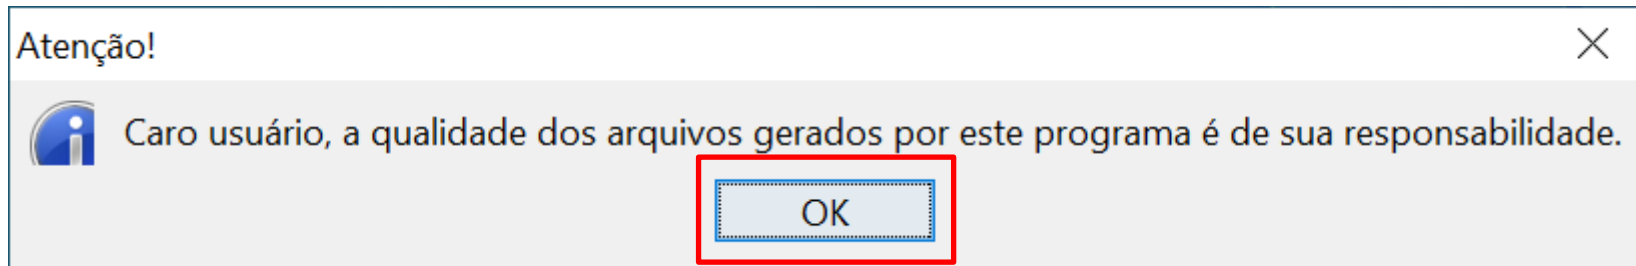 Atenção!
Caro usuário, a qualidade dos arquivos gerados por este programa é de sua responsabilidade.
OK